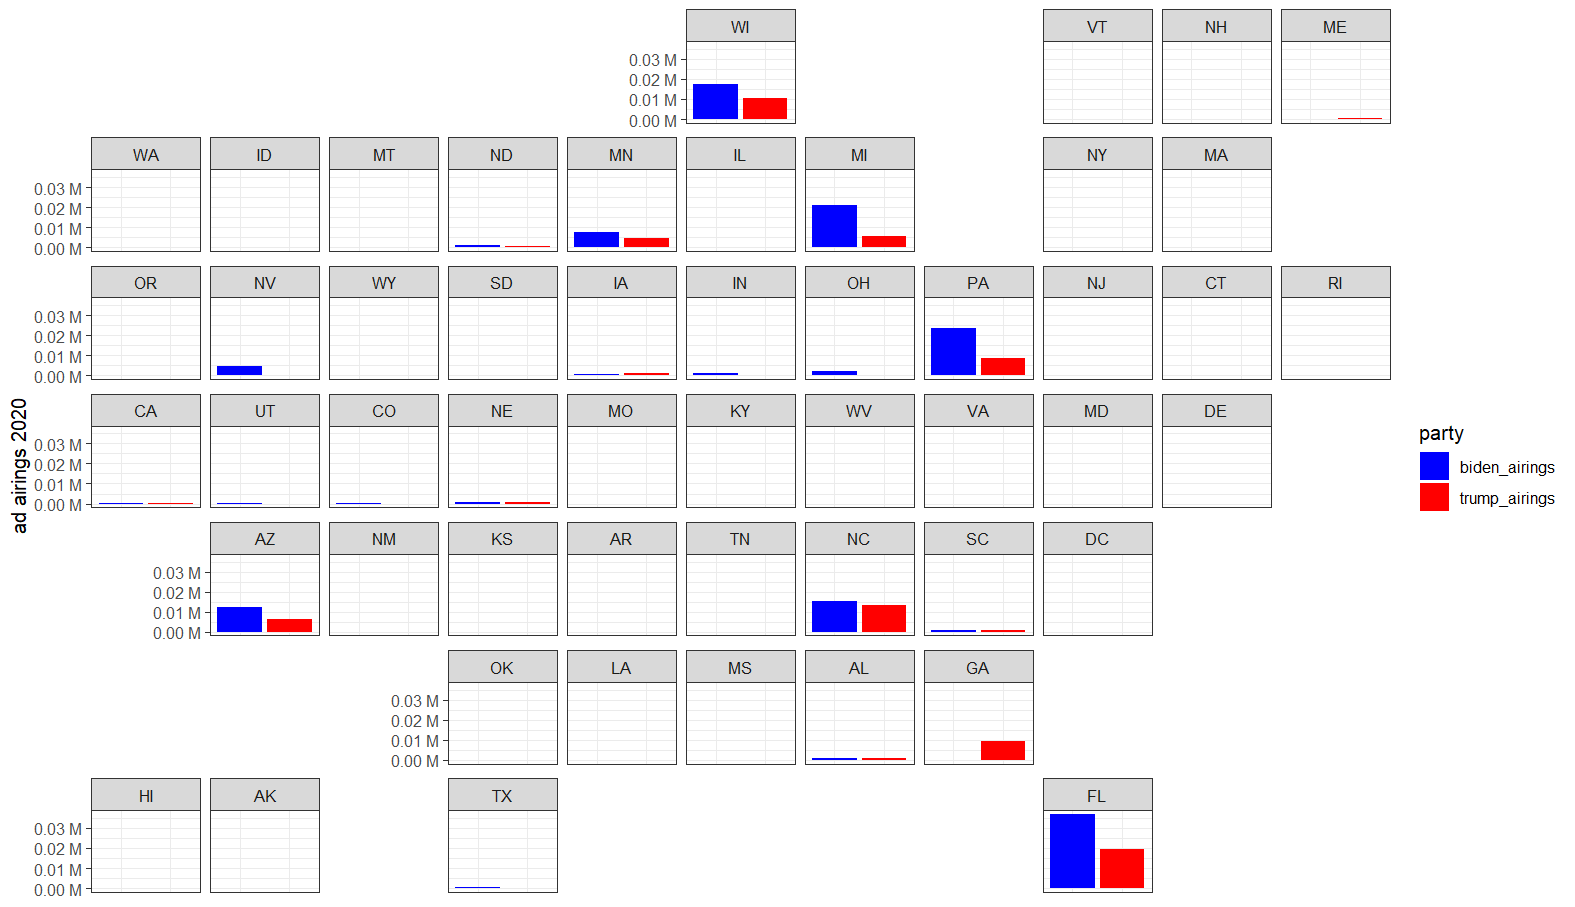 WI
VT
NH
ME
0.03 M
0.02 M
0.01 M
0.00 M
WA
ID
MT
ND
MN
IL
MI
NY
MA
0.03 M
0.02 M
0.01 M
0.00 M
OR
NV
WY
SD
IA
IN
OH
PA
NJ
CT
RI
0.03 M
0.02 M
0.01 M
0.00 M
CA
UT
CO
NE
MO
KY
WV
VA
MD
DE
0.03 M
0.02 M
0.01 M
0.00 M
AZ
NM
KS
AR
TN
NC
SC
DC
0.03 M
0.02 M
0.01 M
0.00 M
OK
LA
MS
AL
GA
0.03 M
0.02 M
0.01 M
0.00 M
HI
AK
TX
FL
0.03 M
0.02 M
0.01 M
0.00 M
ad airings 2020
party
biden_airings
trump_airings